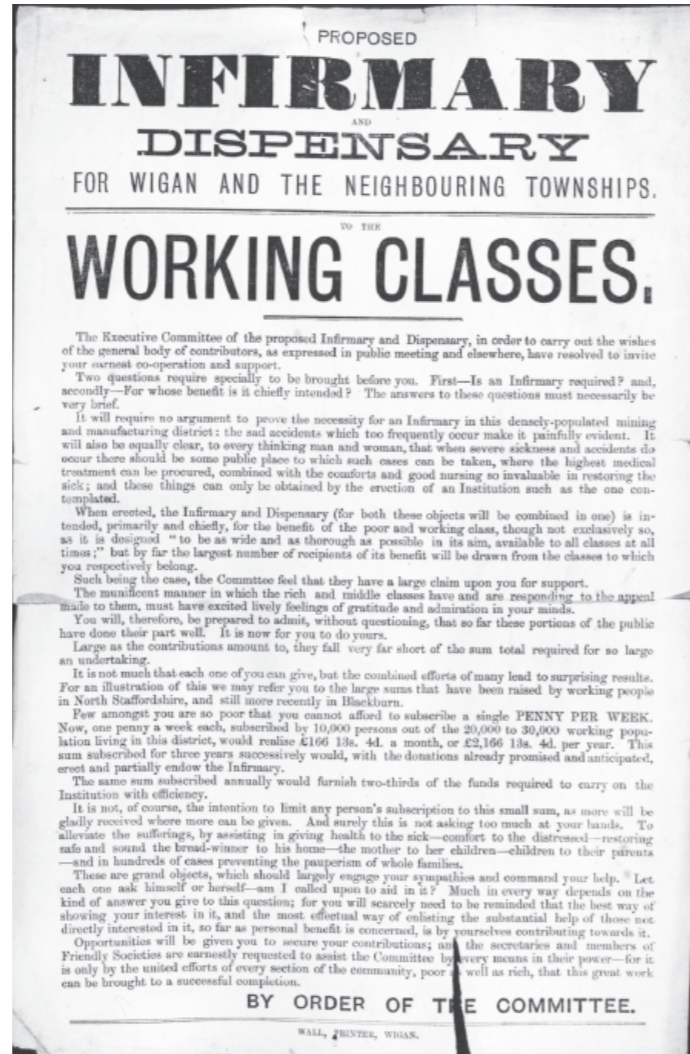 PROPOSED
INFIRMARY
AND
DISPENSARY
FOR WIGAN AND THE NEIGHBOURING TOWNSHIPS.
TO THE
WORKING CLASSES.
The Executive Committee of the proposed Infirmary and Dispensary, in order to carry out the wishes
of the general body of contributors, as expressed in public meeting and elsewhere, have resolved to invite
your earnest co-operation and support.
Two questions require specially to be brought before you. First—Is an Infirmary required? and,
secondly—For whose benefit is it chiefly intended? The answers to these questions must necessarily be
very brief.
It will require no argument to prove the necessity for an Infirmary in this densely-populated mining
and manufacturing district: the sad accidents which too frequently occur make it painfully evident. It
will also be equally clear, to every thinking man and woman, that when severe sickness and accidents do
occur there should be some public place to which such cases can be taken, where the highest medical
treatment can be procured, combined with the comforts and good nursing so invaluable in restoring the
sick; and these things can only be obtained by the erection of an Institution such as the one con-
templated.
When erected, the Infirmary and Dispensary (for both these objects will be combined in one) is in-
tended, primarily and chiefly, for the benefit of the poor and working class, though not exclusively so,
as it is designed "to be as wide and as thorough as possible in its aim, available to all classes at all
times;" but by far the largest number of recipients of its benefit will be drawn from the classes to which
you respectively belong.
Such being the case, the Committee feel that they have a large claim upon you for support.
The munificent manner in which the rich and middle classes have and are responding to the appeal
made to them, must have excited lively feelings of gratitude and admiration in your minds.
You will, therefore, be prepared to admit, without questioning, that so far these portions of the public
have done their part well. It is now for you to do yours.
Large as the contributions amount to, they fall very far short of the sum total required for so large
an undertaking.
It is not much that each one of you can give, but the combined efforts of many lead to surprising results.
For an illustration of this we may refer you to the large sums that have been raised by working people
in North Staffordshire, and still more recently in Blackburn.
Few amongst you are so poor that you cannot afford to subscribe a single PENNY PER WEEK.
Now, one penny a week each, subscribed by 10,000 persons out of the 20,000 to 30,000 working popu-
lation living in this district, would realise £166 13s. 4d. a month, or £2,166 13s. 4d. per year. This
sum subscribed for three years successively would, with the donations already promised and anticipated,
erect and partially endow the Infirmary.
The same sum subscribed annually would furnish two-thirds of the funds required to carry on the
Institution with efficiency.
It is not, of course, the intention to limit any person's subscription to this small sum, as more will be
gladly received where more can be given. And surely this is not asking too much at your hands. To
alleviate the sufferings, by assisting in giving health to the sick—comfort to the distressed—restoring
safe and sound the bread-winner to his home—the mother to her children—children to their parents
—and in hundreds of cases preventing the pauperism of whole families.
These are grand objects, which should largely engage your sympathies and command your help. Let
each one ask himself or herself—am I called upon to aid in it? Much in every way depends on the
kind of answer you give to this question; for you will scarcely need to be reminded that the best way of
showing your interest in it, and the most effectual way of enlisting the substantial help of those not
directly interested in it, so far as personal benefit is concerned, is by yourselves contributing towards it.
Opportunities will be given you to secure your contributions; and the secretaries and members of
Friendly Societies are earnestly requested to assist the Committee by every means in their power—for it
is only by the united efforts of every section of the community, poor as well as rich, that this great work
can be brought to a successful completion.
BY ORDER OF THE COMMITTEE.
WALL, PRINTER, WIGAN.